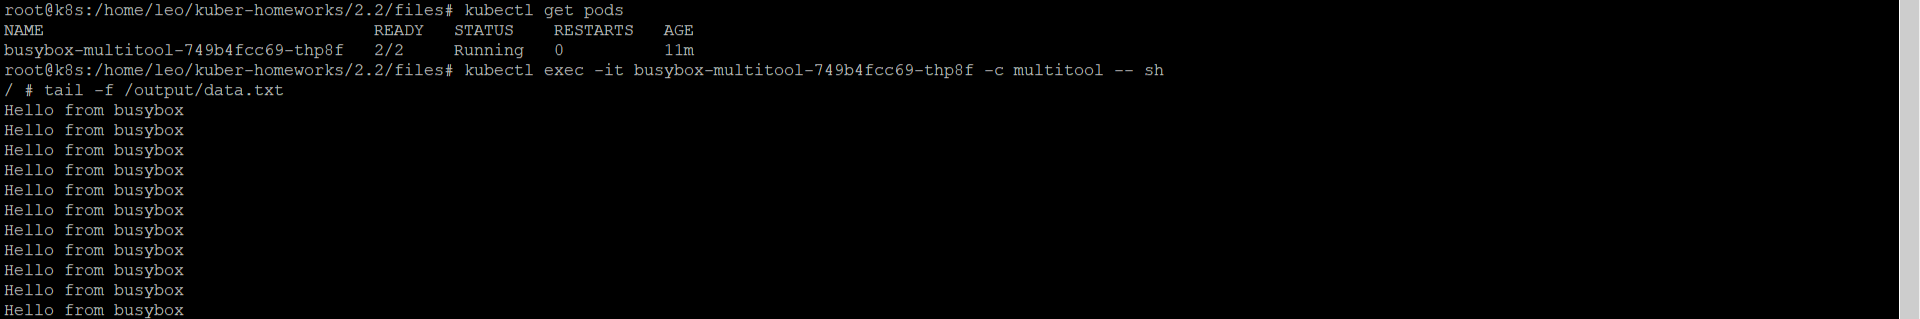 root@k8s:/home/leo/kuber-homeworks/2.2/files# kubectl get pods
NAME                                 READY   STATUS    RESTARTS   AGE
busybox-multitool-749b4fcc69-thp8f   2/2     Running   0          11m
root@k8s:/home/leo/kuber-homeworks/2.2/files# kubectl exec -it busybox-multitool-749b4fcc69-thp8f -c multitool -- sh
/ # tail -f /output/data.txt
Hello from busybox
Hello from busybox
Hello from busybox
Hello from busybox
Hello from busybox
Hello from busybox
Hello from busybox
Hello from busybox
Hello from busybox
Hello from busybox
Hello from busybox